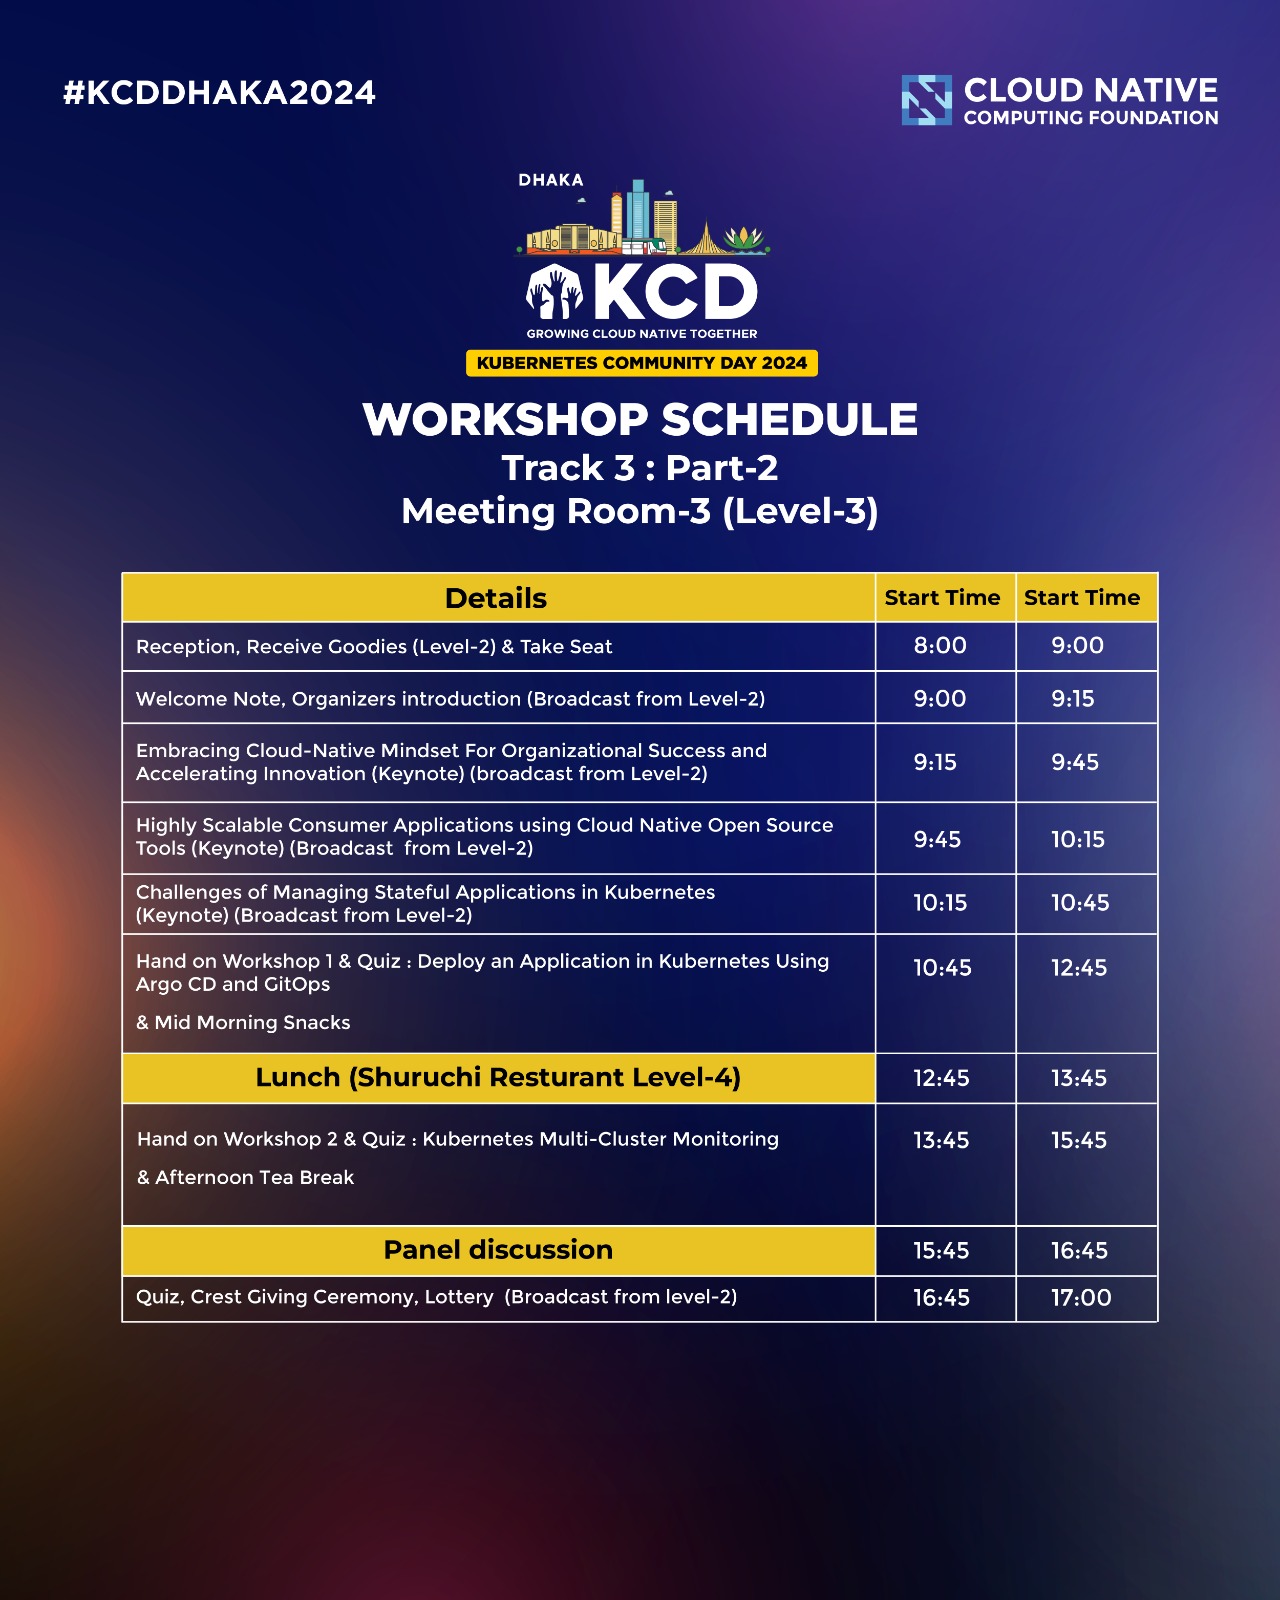 #KCDDHAKA2024
CLOUD NATIVE
COMPUTING FOUNDATION
DHAKA
KCD
GROWING CLOUD NATIVE TOGETHER
KUBERNETES COMMUNITY DAY 2024
WORKSHOP SCHEDULE
Track 3 : Part-2
Meeting Room-3 (Level-3)
Details Start Time Start Time
Reception, Receive Goodies (Level-2) & Take Seat 8:00 9:00
Welcome Note, Organizers introduction (Broadcast from Level-2) 9:00 9:15
Embracing Cloud-Native Mindset For Organizational Success and
Accelerating Innovation (Keynote) (broadcast from Level-2) 9:15 9:45
Highly Scalable Consumer Applications using Cloud Native Open Source
Tools (Keynote) (Broadcast  from Level-2) 9:45 10:15
Challenges of Managing Stateful Applications in Kubernetes
(Keynote) (Broadcast from Level-2) 10:15 10:45
Hand on Workshop 1 & Quiz : Deploy an Application in Kubernetes Using 10:45 12:45
Argo CD and GitOps
& Mid Morning Snacks
Lunch (Shuruchi Resturant Level-4) 12:45 13:45
Hand on Workshop 2 & Quiz : Kubernetes Multi-Cluster Monitoring 13:45 15:45
& Afternoon Tea Break
Panel discussion 15:45 16:45
Quiz, Crest Giving Ceremony, Lottery  (Broadcast from level-2) 16:45 17:00